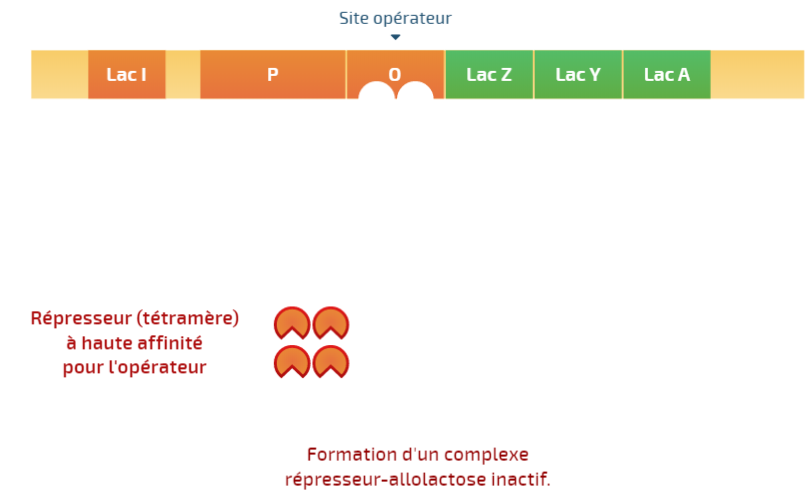 Site opérateur
Lac I P O Lac Z Lac Y Lac A
Répresseur (tétramère)
à haute affinité
pour l'opérateur
Formation d'un complexe
répresseur-allolactose inactif.